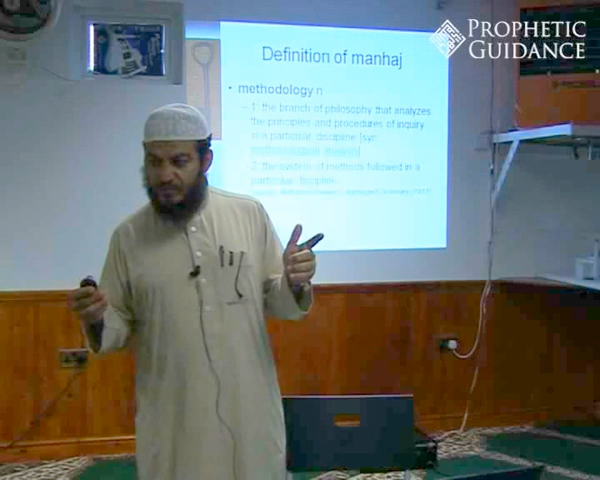 PROPHETIC
GUIDANCE
Definition of manhaj
• methodology n
– 1: the branch of philosophy that analyzes
the principles and procedures of inquiry
in a particular discipline [syn:
2: the system of methods followed in a
particular